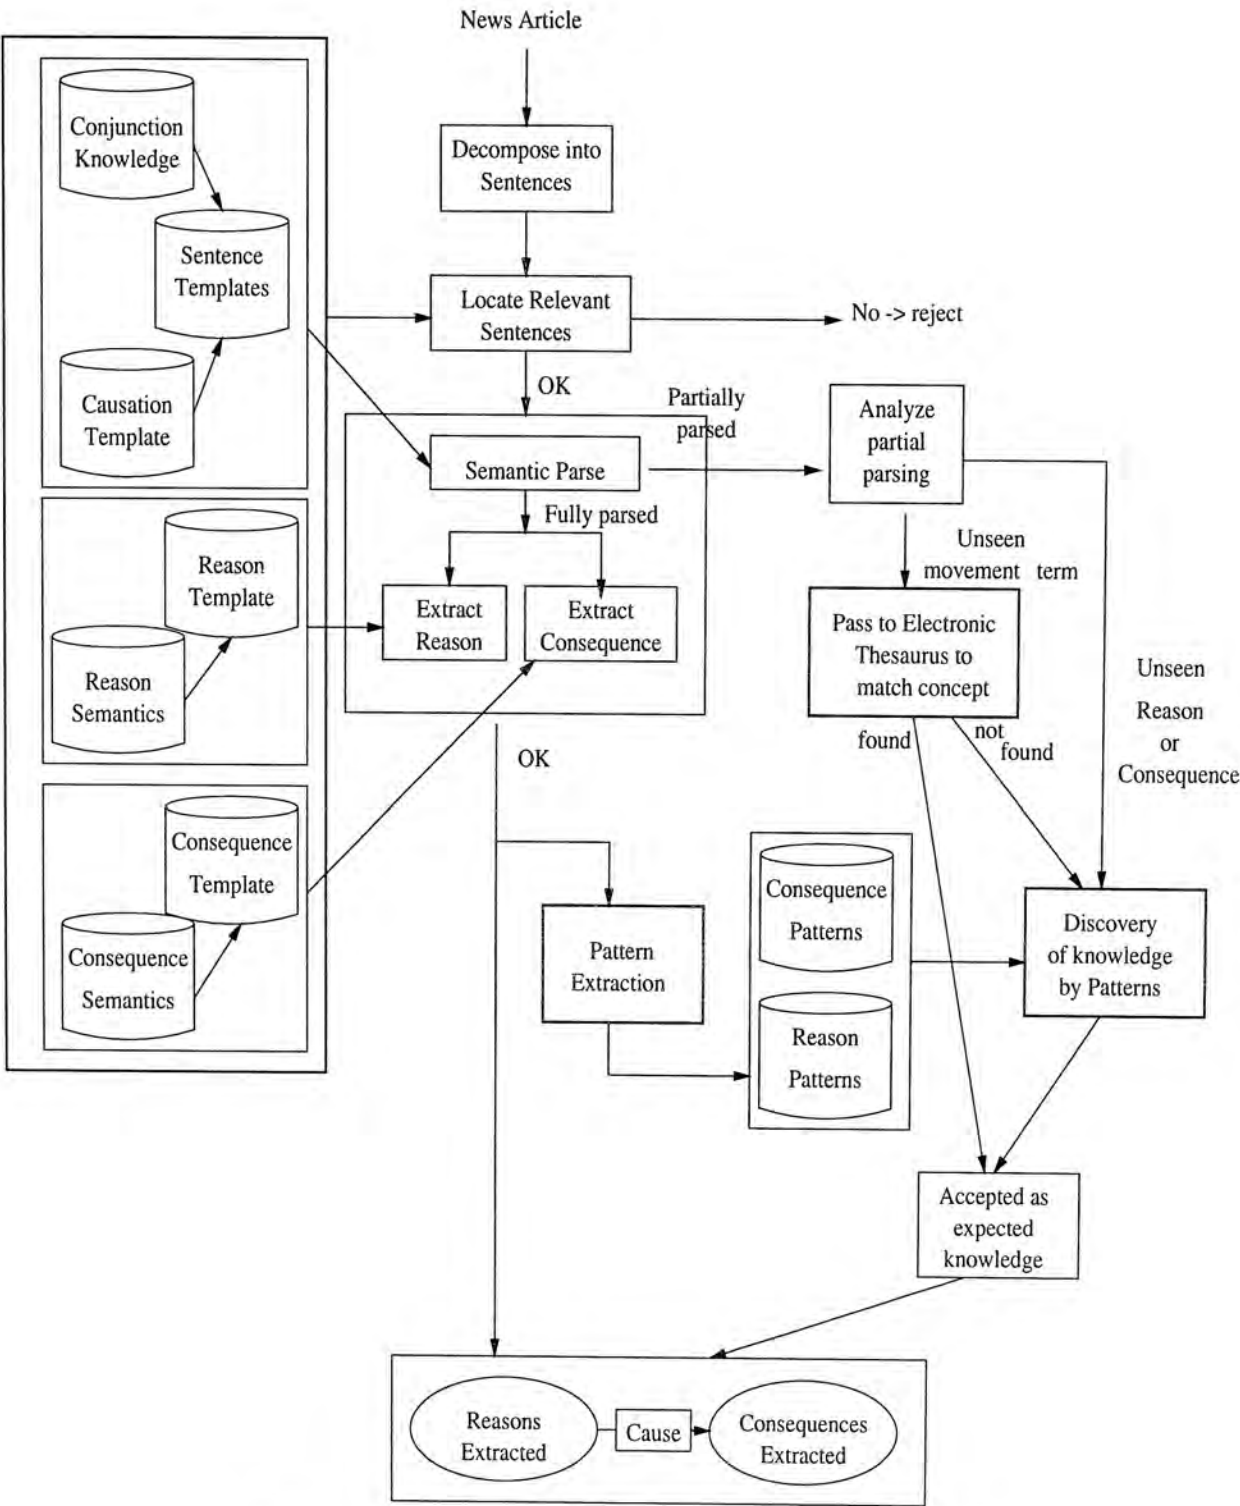 News Article
Conjunction
Knowledge
Decompose into
Sentences
Sentence
Templates
Locate Relevant
Sentences
No -> reject
OK
Causation
Template
Partially
parsed
Analyze
partial
parsing
Semantic Parse
Fully parsed
Unseen
movement term
Reason
Template
Extract
Reason
Extract
Consequence
Pass to Electronic
Thesaurus to
match concept
Reason
Semantics
Unseen
Reason
or
Consequence
found
not
found
OK
Consequence
Template
Consequence
Semantics
Pattern
Extraction
Consequence
Patterns
Reason
Patterns
Discovery
of knowledge
by Patterns
Accepted as
expected
knowledge
Reasons
Extracted
Cause
Consequences
Extracted